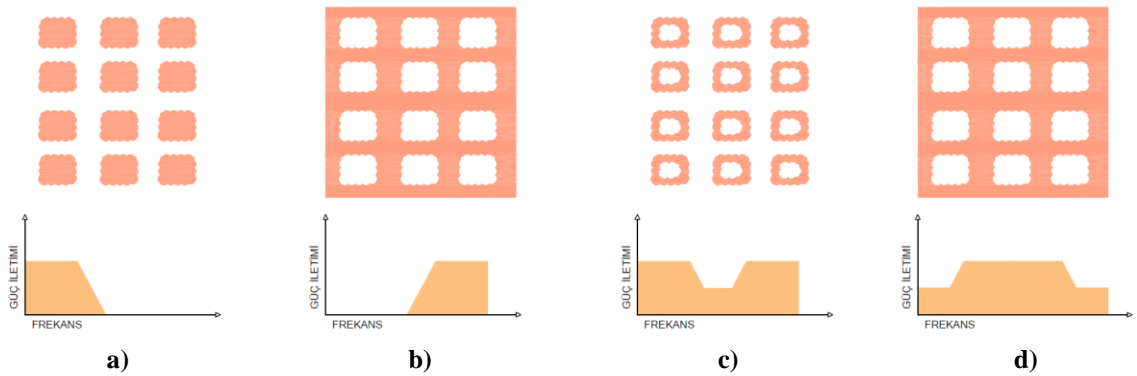 GÜÇ İLETİMİ
FREKANS
a)
GÜÇ İLETİMİ
FREKANS
b)
GÜÇ İLETİMİ
FREKANS
c)
GÜÇ İLETİMİ
FREKANS
d)